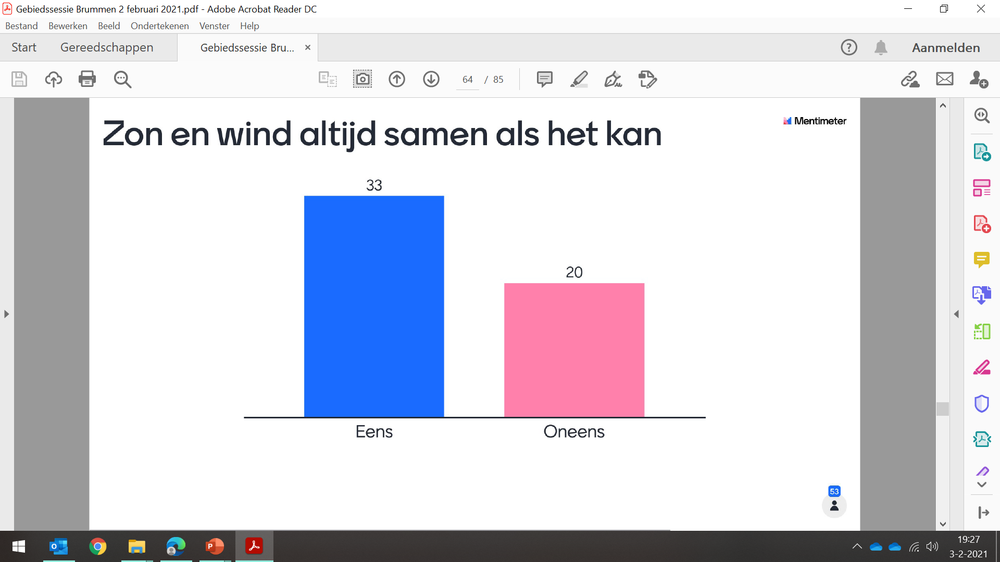 Gebiedssessie Brummen 2 februari 2021.pdf - Adobe Acrobat Reader DC
Bestand Bewerken Beeld Ondertekenen Venster Help
Start Gereedschappen Gebiedssessie Bru... Aanmelden
64 / 85
Zon en wind altijd samen als het kan
Mentimeter
33
20
Eens Oneens
53
19:27
3-2-2021